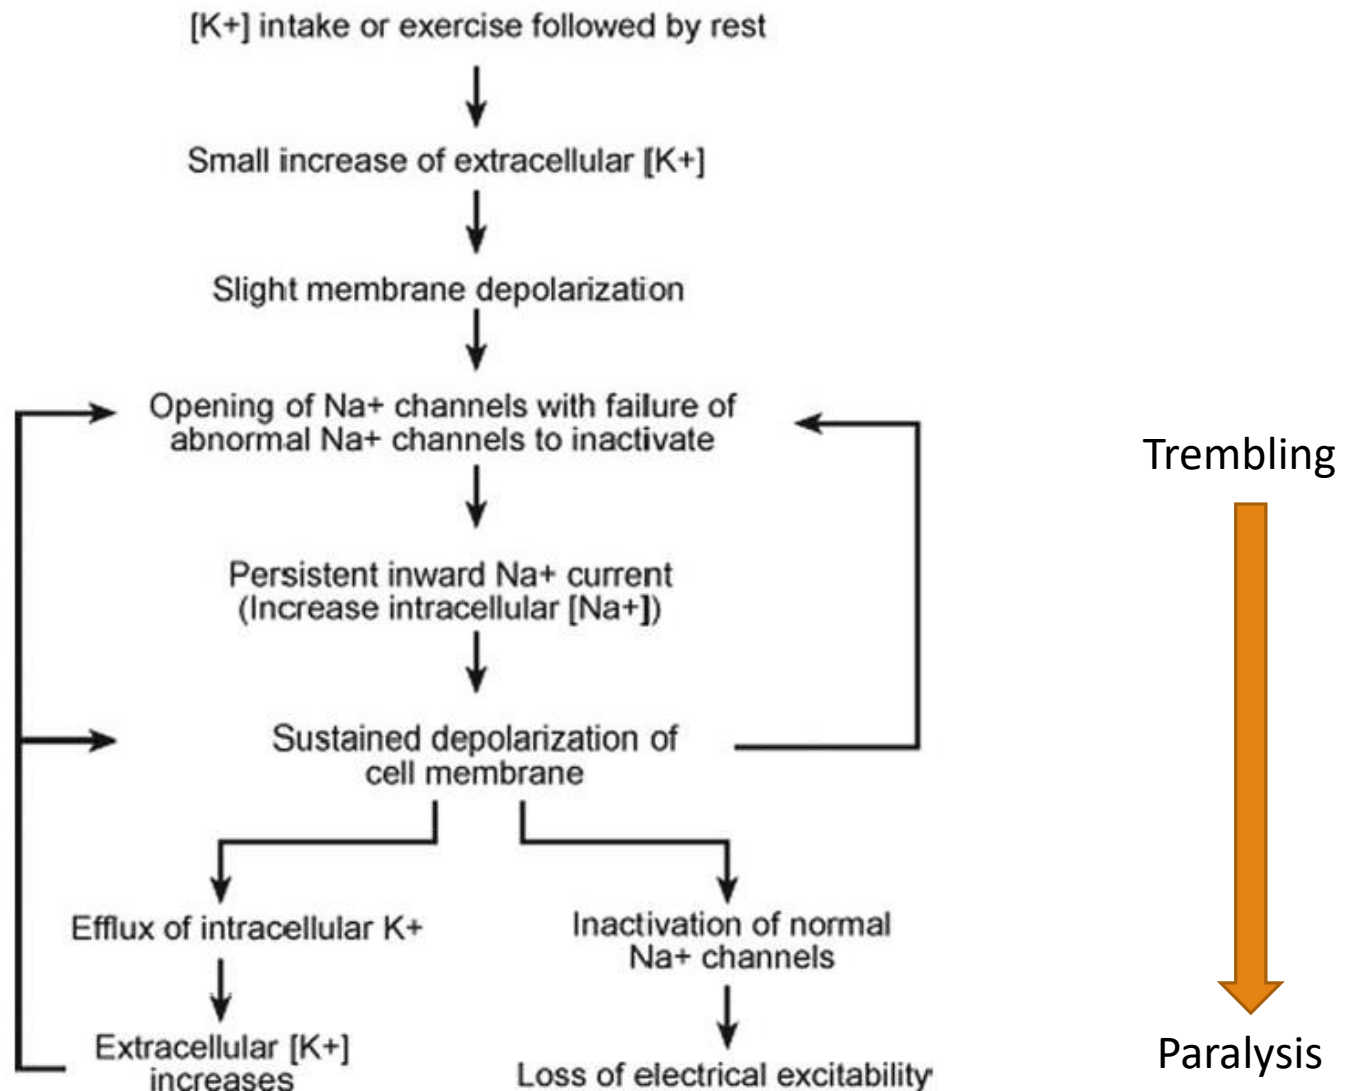 [K+] intake or exercise followed by rest
Small increase of extracellular [K+]
Slight membrane depolarization
Opening of Na+ channels with failure of
abnormal Na+ channels to inactivate
Persistent inward Na+ current
(Increase intracellular [Na+])
Sustained depolarization of
cell membrane
Efflux of intracellular K+
Extracellular [K+]
increases
Inactivation of normal
Na+ channels
Loss of electrical excitability
Trembling
Paralysis